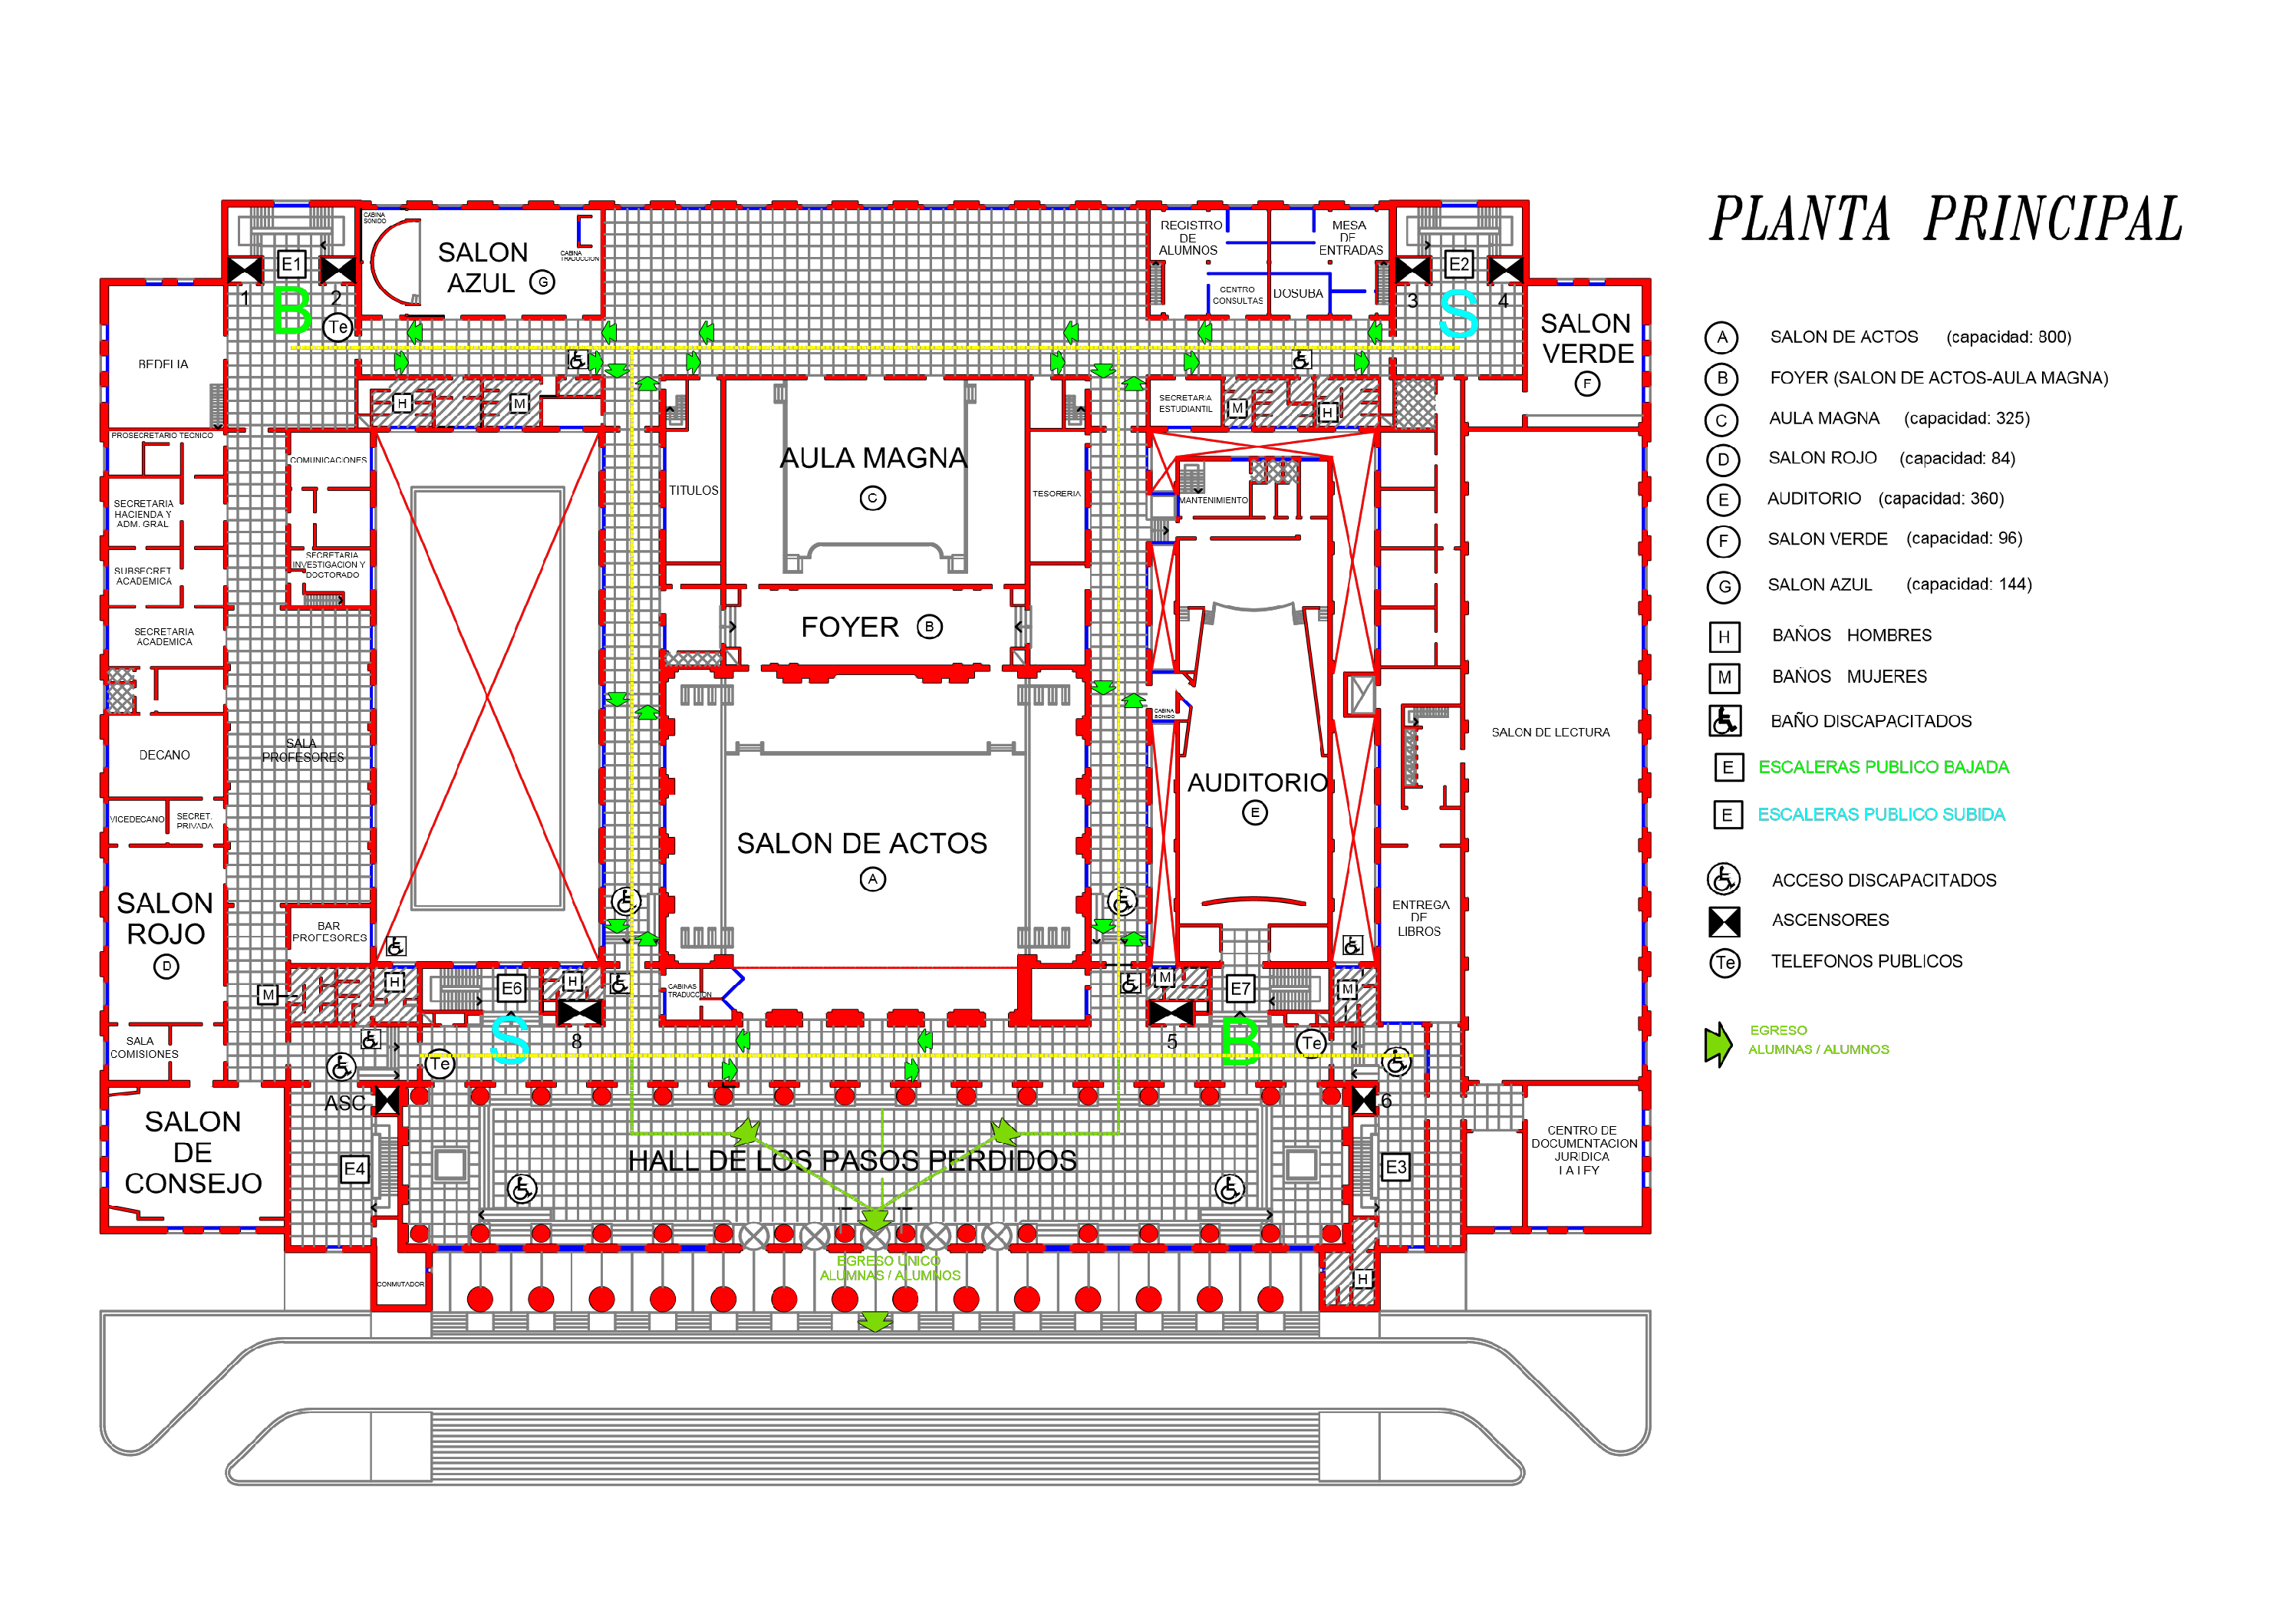 PLANTA PRINCIPAL
A SALON DE ACTOS (capacidad: 800)
B FOYER (SALON DE ACTOS-AULA MAGNA)
C AULA MAGNA (capacidad: 325)
D SALON ROJO (capacidad: 84)
E AUDITORIO (capacidad: 360)
F SALON VERDE (capacidad: 96)
G SALON AZUL (capacidad: 144)
H BAÑOS HOMBRES
M BAÑOS MUJERES
BAÑO DISCAPACITADOS
E ESCALERAS PUBLICO BAJADA
E ESCALERAS PUBLICO SUBIDA
ACCESO DISCAPACITADOS
ASCENSORES
Te TELEFONOS PUBLICOS
EGRESO
ALUMNAS / ALUMNOS
E1
1
2
B
Te
CABINA
SONIDO
SALON
AZUL G
CABINA
TRADUCCION
REGISTRO
DE
ALUMNOS
MESA
DE
ENTRADAS
CENTRO
CONSULTAS
DOSUBA
E2
3
4
S
SALON
VERDE
F
BEDELIA
H
M
SECRETARIA
ESTUDIANTIL
M
H
PROSECRETARIO TECNICO
COMUNICACIONES
SECRETARIA
HACIENDA Y
ADM. GRAL
SUBSECRET.
ACADEMICA
SECRETARIA
INVESTIGACION Y
DOCTORADO
SECRETARIA
ACADEMICA
TITULOS
AULA MAGNA
C
TESORERIA
MANTENIMIENTO
FOYER B
DECANO
SALA
PROFESORES
CABINA
SONIDO
SALON DE LECTURA
VICEDECANO
SECRET.
PRIVADA
SALON DE ACTOS
A
AUDITORIO
E
SALON
ROJO
D
BAR
PROFESORES
ENTREGA
DE
LIBROS
M
H
E6
H
CABINAS
TRADUCCION
M
E7
M
S
8
5
B
Te
Te
SALA
COMISIONES
ASC
6
SALON
DE
CONSEJO
E4
HALL DE LOS PASOS PERDIDOS
E3
CENTRO DE
DOCUMENTACION
JURIDICA
LA LEY
EGRESO UNICO
ALUMNAS / ALUMNOS
CONMUTADOR
H